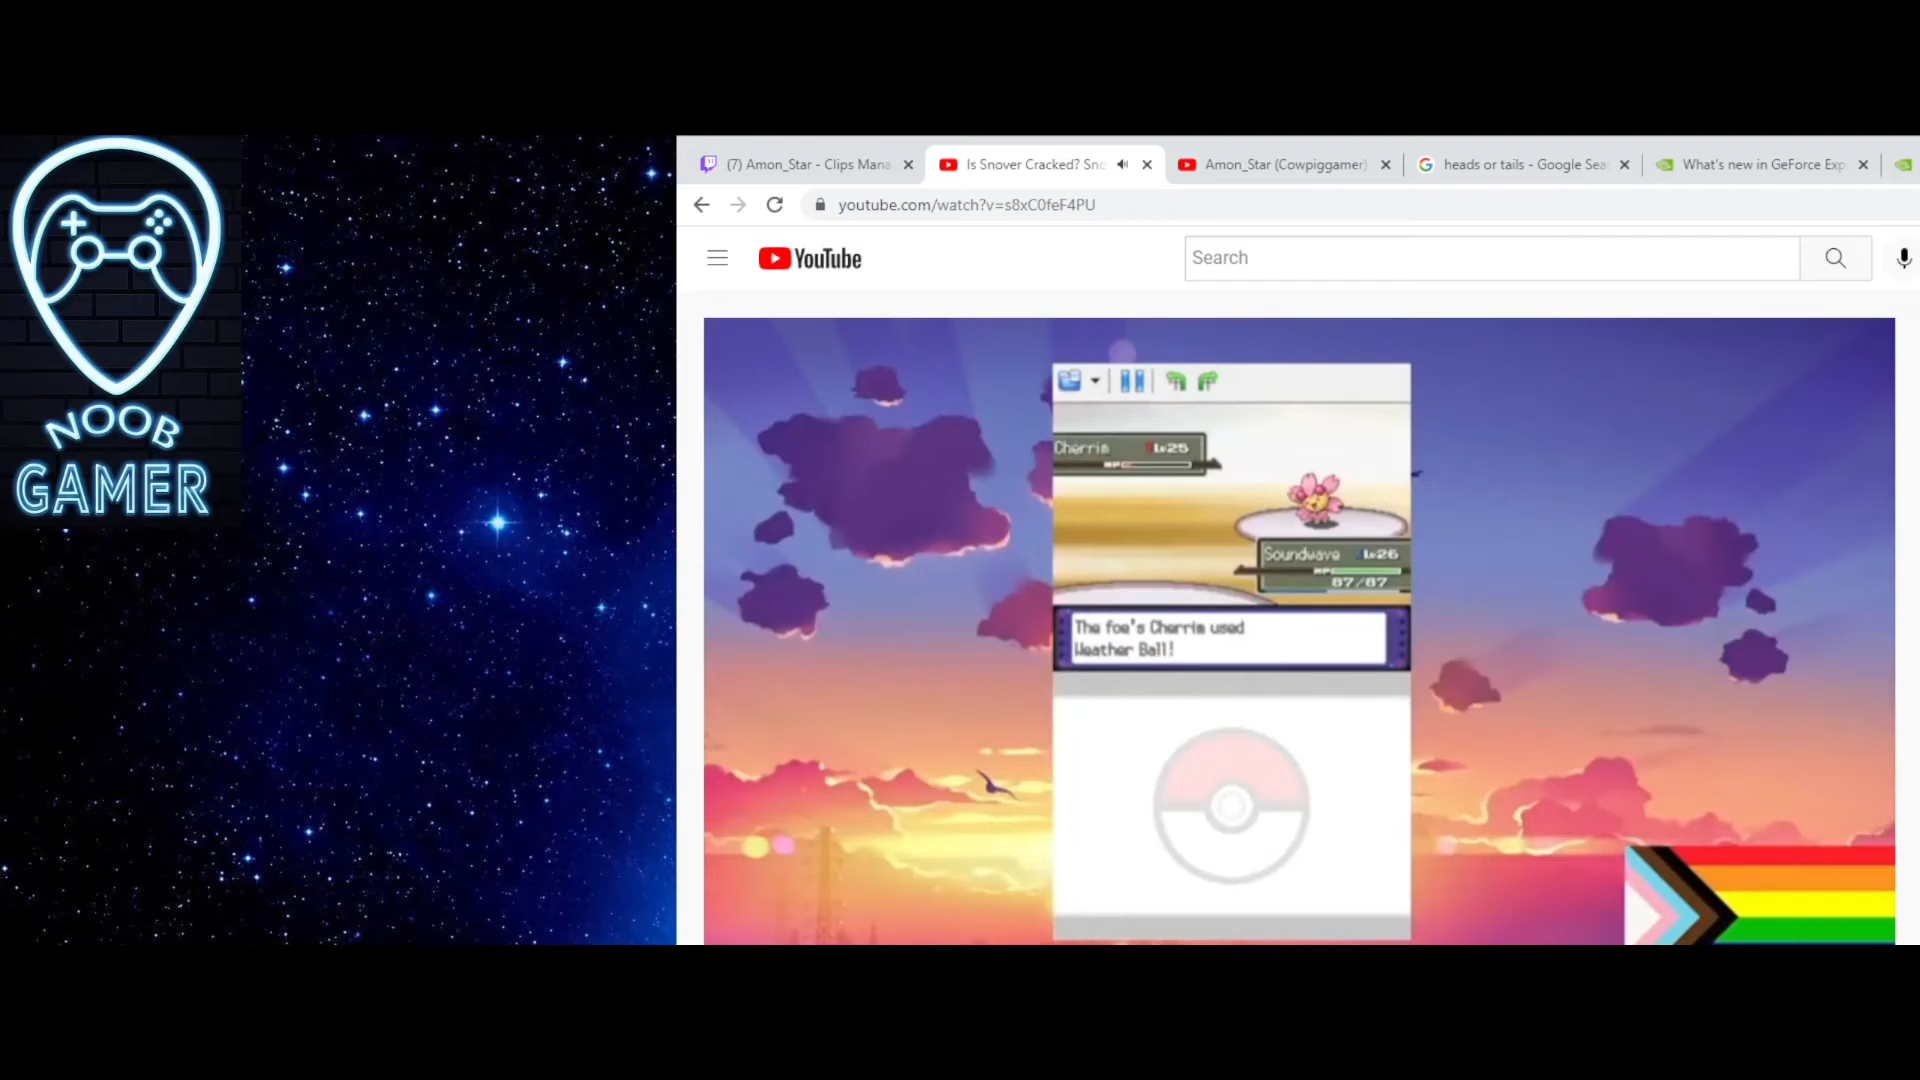 NOOB
GAMER
(7) Amon_Star - Clips Mana
Is Snover Cracked? Sno
Amon_Star (Cowpiggamer)
heads or tails - Google Sea
What's new in GeForce Exp
youtube.com/watch?v=s8xC0feF4PU
YouTube
Search
Cherrim Lv25
HP
Soundwave Lv26
HP
87/87
The foe's Cherrim used
Weather Ball!